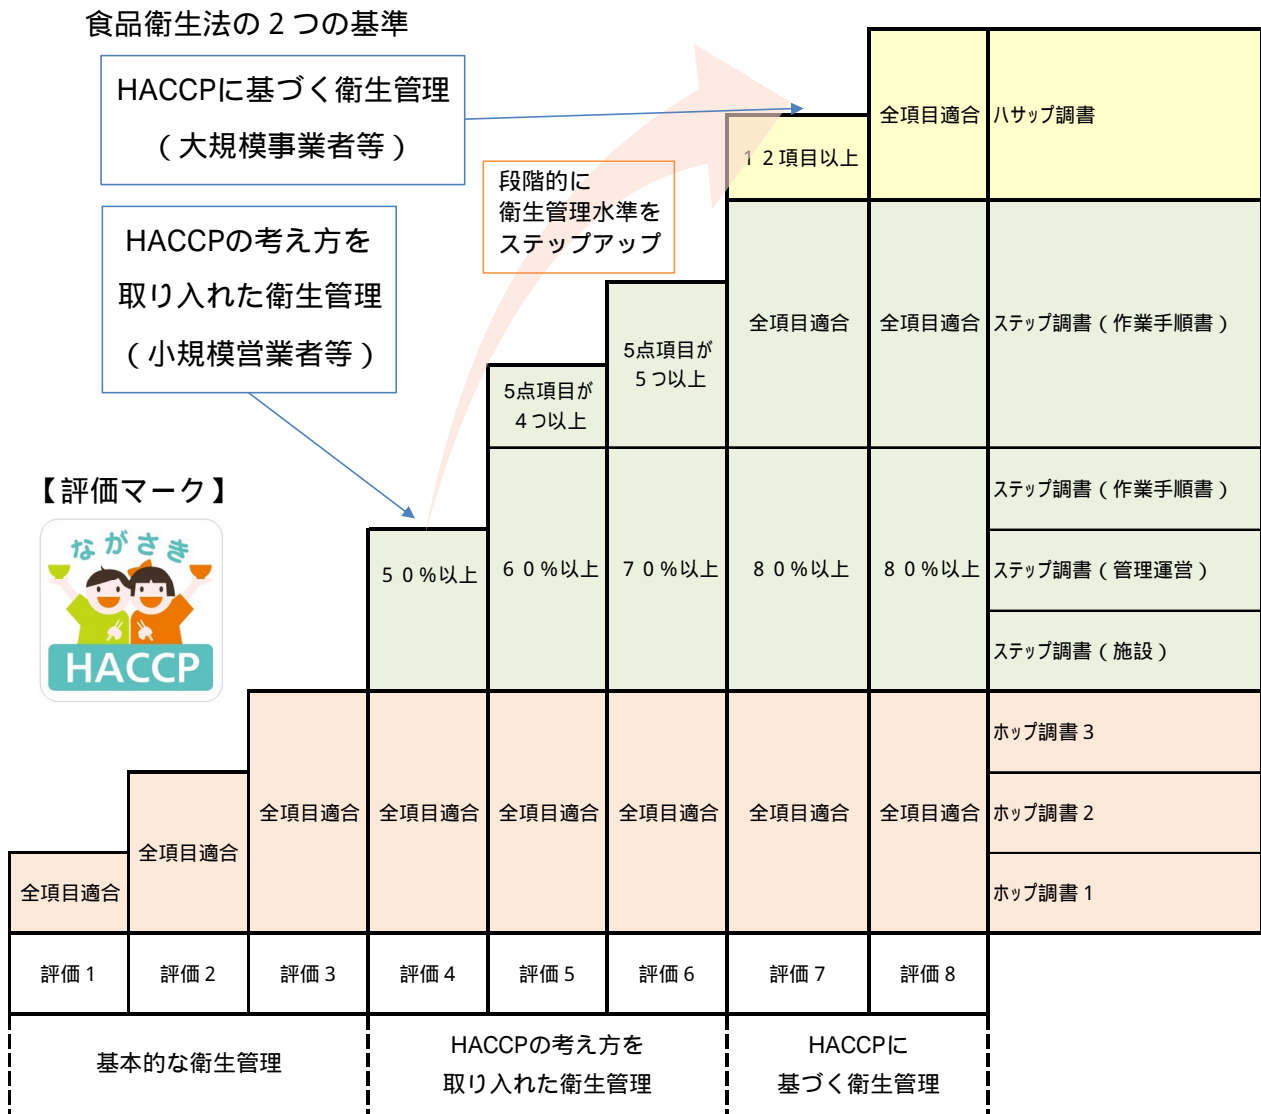 食品衛生法の２つの基準
HACCPに基づく衛生管理
（大規模事業者等）
HACCPの考え方を
取り入れた衛生管理
（小規模営業者等）
段階的に
衛生管理水準を
ステップアップ
【評価マーク】
ながさき
HACCP
全項目適合
ハサップ調書
１２項目以上
全項目適合
全項目適合
ステップ調書（作業手順書）
5点項目が
５つ以上
5点項目が
４つ以上
ステップ調書（作業手順書）
５０％以上
６０％以上
７０％以上
８０％以上
８０％以上
ステップ調書（管理運営）
ステップ調書（施設）
ホップ調書３
全項目適合
全項目適合
全項目適合
全項目適合
全項目適合
全項目適合
ホップ調書２
全項目適合
全項目適合
ホップ調書１
評価１
評価２
評価３
評価４
評価５
評価６
評価７
評価８
基本的な衛生管理
HACCPの考え方を
取り入れた衛生管理
HACCPに
基づく衛生管理